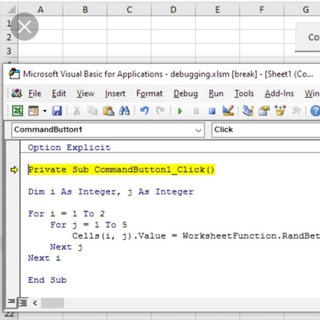 E
F
G
1
2
3
Co
Microsoft Visual Basic for Applications - debugging.xlsm [break] - [Sheet1 (Co...
File Edit View Insert Format Debug Run Tools Add-Ins Win
CommandButton1
Click
Option Explicit
Private Sub CommandButton1_Click()
Dim i As Integer, j As Integer
For i = 1 To 2
For j = 1 To 5
Cells(i, j).Value = WorksheetFunction.RandBet
Next j
Next i
End Sub
22